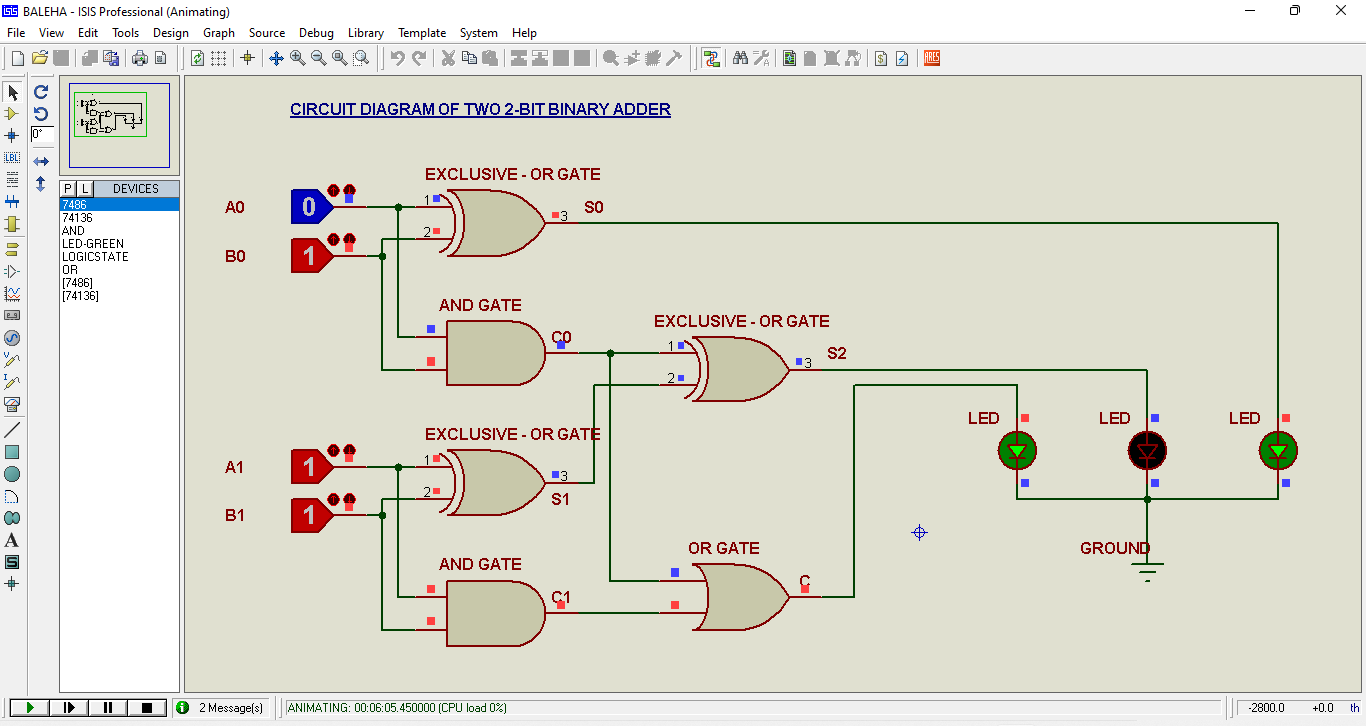 BALEHA - ISIS Professional (Animating)
File View Edit Tools Design Graph Source Debug Library Template System Help
LBL
0°
P L DEVICES
7486
74136
AND
LED-GREEN
LOGICSTATE
OR
[7486]
[74136]
A
S
CIRCUIT DIAGRAM OF TWO 2-BIT BINARY ADDER
EXCLUSIVE - OR GATE
A0 0 1 3 S0
2
B0 1
AND GATE
C0
EXCLUSIVE - OR GATE
1 3 S2
2
LED LED LED
EXCLUSIVE - OR GATE
A1 1 1 3
2 S1
B1 1
AND GATE
C1
OR GATE
C
GROUND
2 Message(s) ANIMATING: 00:06:05.450000 (CPU load 0%) -2800.0 +0.0 th